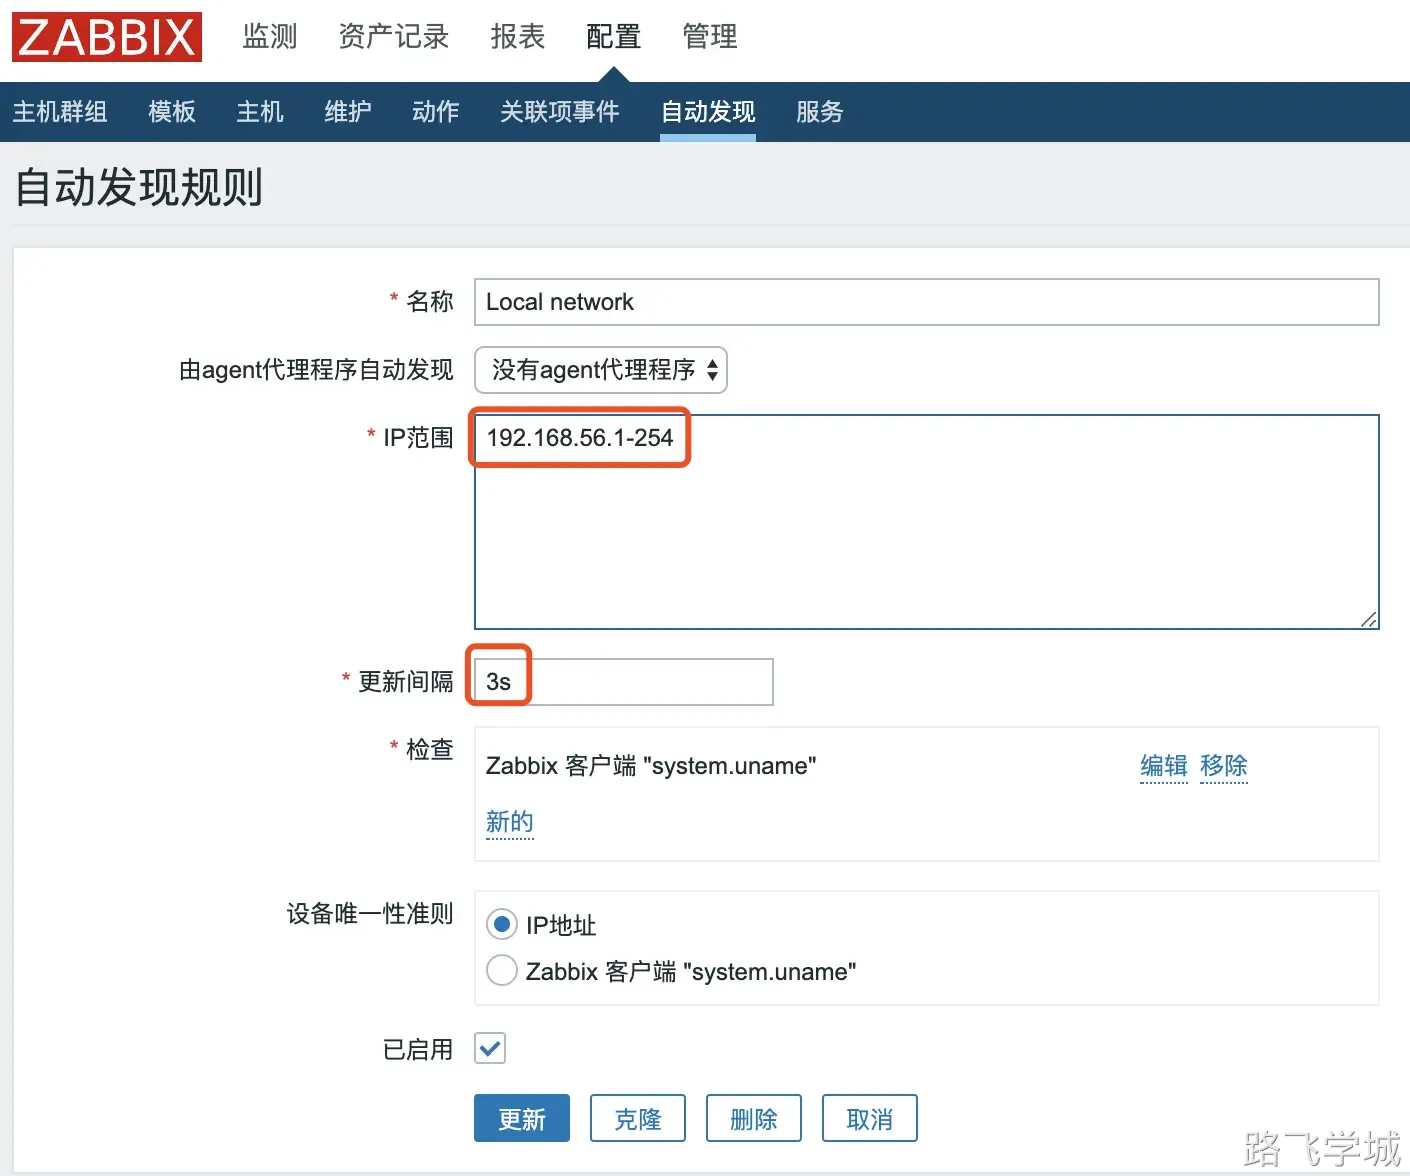 ZABBIX 监测 资产记录 报表 配置 管理
主机群组 模板 主机 维护 动作 关联项事件 自动发现 服务
自动发现规则
* 名称 Local network
由agent代理程序自动发现 没有agent代理程序
* IP范围 192.168.56.1-254
* 更新间隔 3s
* 检查 Zabbix 客户端 "system.uname" 编辑 移除
新的
设备唯一性准则 IP地址
Zabbix 客户端 "system.uname"
已启用
更新 克隆 删除 取消
路飞学城